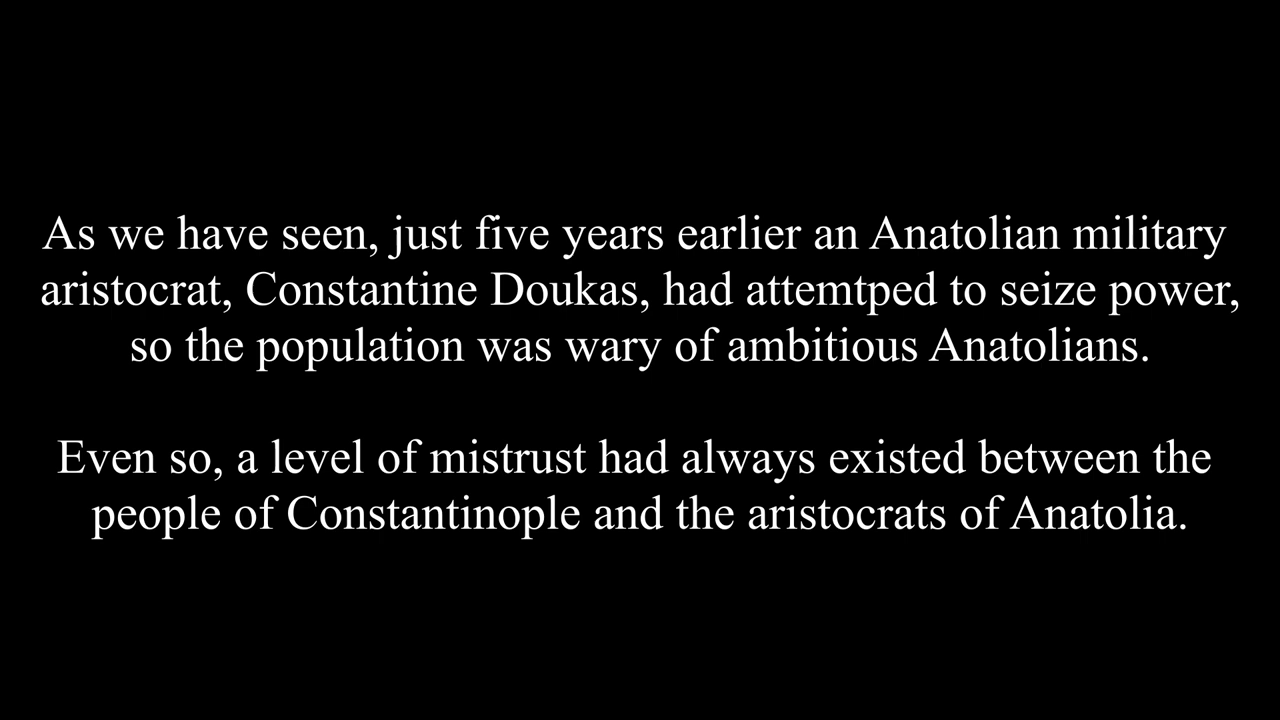 As we have seen, just five years earlier an Anatolian military
aristocrat, Constantine Doukas, had attemtped to seize power,
so the population was wary of ambitious Anatolians.
Even so, a level of mistrust had always existed between the
people of Constantinople and the aristocrats of Anatolia.